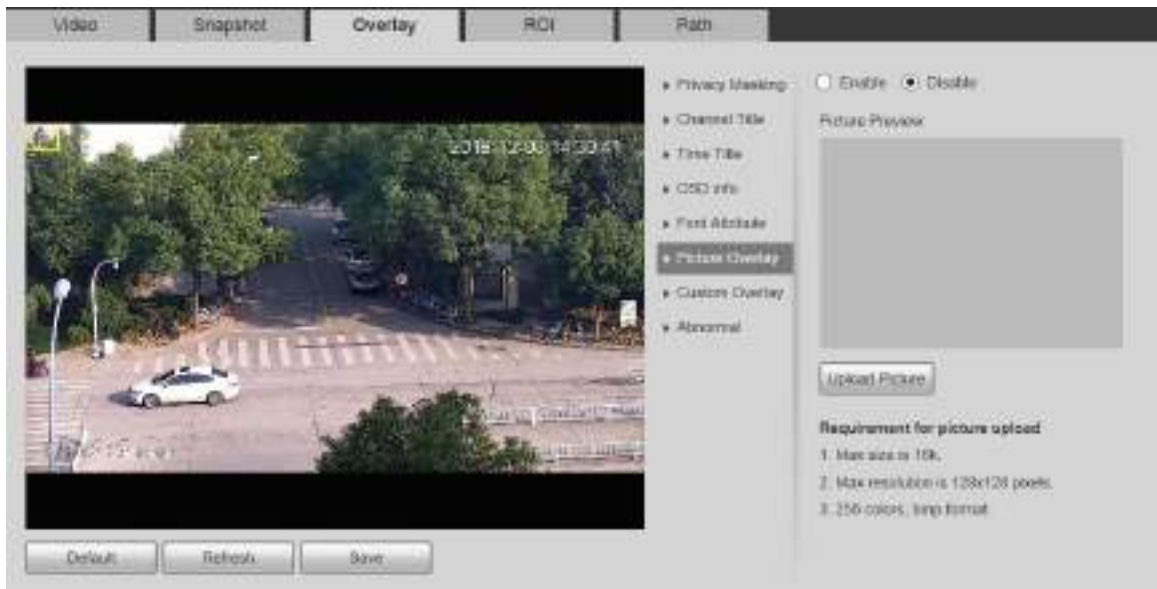 Video Snapshot Overlay ROI Path
Privacy Masking
Channel Title
Time Title
OSD info
Font Attribute
Picture Overlay
Custom Overlay
Abnormal
Enable Disable
Picture Preview
Upload Picture
Requirement for picture upload
1. Max size is 16k.
2. Max resolution is 128x128 pixels.
3. 256 colors, bmp format
Default Refresh Save